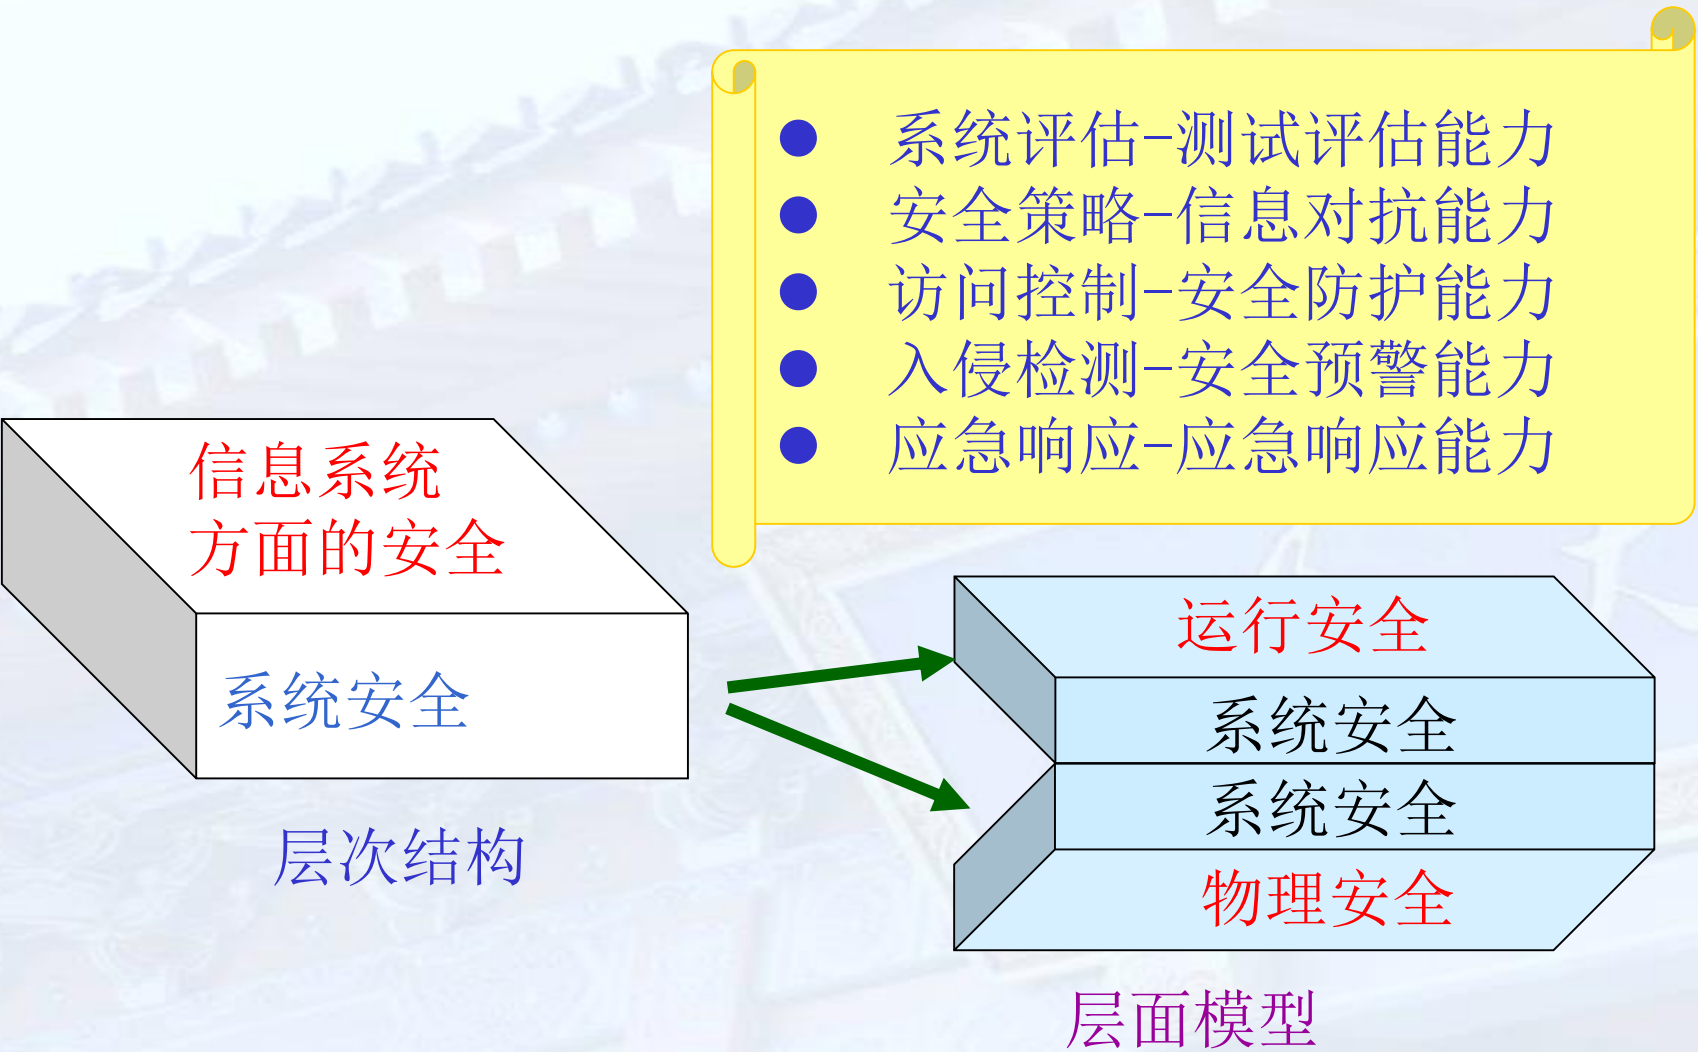 系统评估-测试评估能力
安全策略-信息对抗能力
访问控制-安全防护能力
入侵检测-安全预警能力
应急响应-应急响应能力
信息系统
方面的安全
系统安全
层次结构
运行安全
系统安全
系统安全
物理安全
层面模型